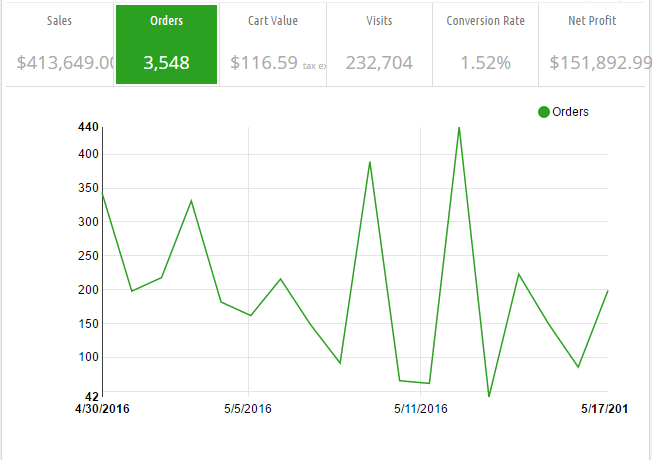 Sales Orders Cart Value Visits Conversion Rate Net Profit
$413,649.00 3,548 $116.59 tax ex 232,704 1.52% $151,892.99
Orders
440
400
350
300
250
200
150
100
42
4/30/2016 5/5/2016 5/11/2016 5/17/201